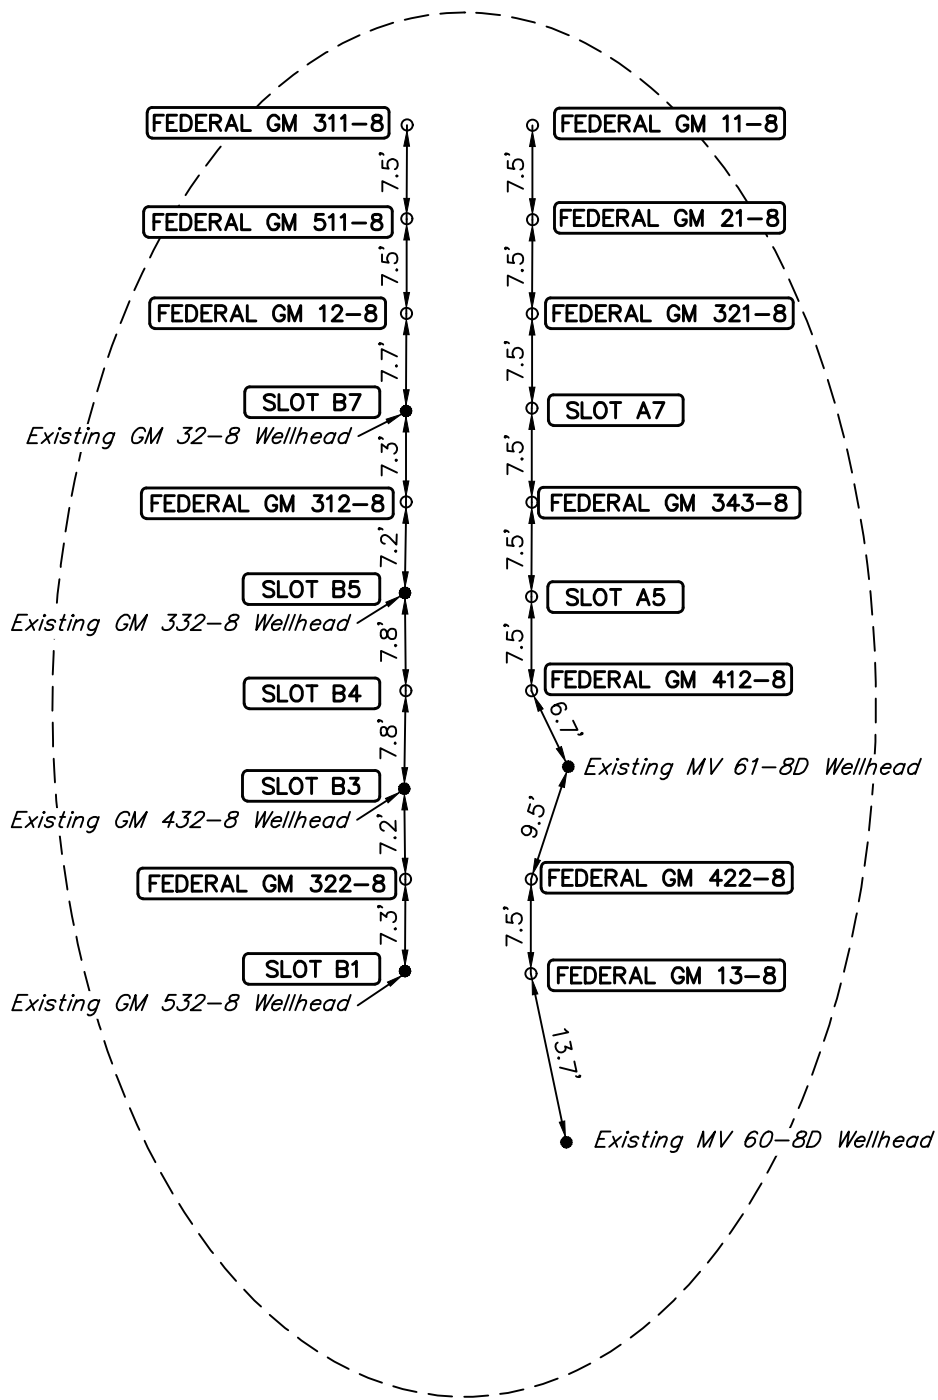 FEDERAL GM 311-8
FEDERAL GM 11-8
7.5'
7.5'
FEDERAL GM 511-8
FEDERAL GM 21-8
7.5'
7.5'
FEDERAL GM 12-8
FEDERAL GM 321-8
7.7'
7.5'
SLOT B7
SLOT A7
Existing GM 32-8 Wellhead
7.3'
7.5'
FEDERAL GM 312-8
FEDERAL GM 343-8
7.2'
7.5'
SLOT B5
SLOT A5
Existing GM 332-8 Wellhead
7.8'
7.5'
SLOT B4
FEDERAL GM 412-8
7.8'
6.7'
Existing MV 61-8D Wellhead
SLOT B3
Existing GM 432-8 Wellhead
7.2'
9.5'
FEDERAL GM 322-8
FEDERAL GM 422-8
7.3'
7.5'
SLOT B1
FEDERAL GM 13-8
Existing GM 532-8 Wellhead
13.7'
Existing MV 60-8D Wellhead